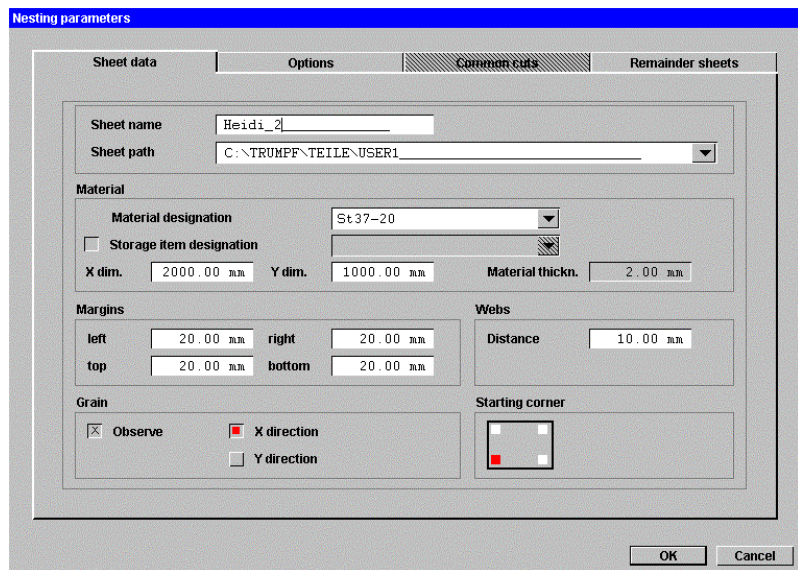 Nesting parameters
Sheet data Options Common cuts Remainder sheets
Sheet name Heidi_2
Sheet path C:\TRUMPF\TEILE\USER1
Material
Material designation St37-20
Storage item designation
X dim. 2000.00 mm Y dim. 1000.00 mm Material thickn. 2.00 mm
Margins Webs
left 20.00 mm right 20.00 mm Distance 10.00 mm
top 20.00 mm bottom 20.00 mm
Grain Starting corner
X Observe X direction
Y direction
OK Cancel